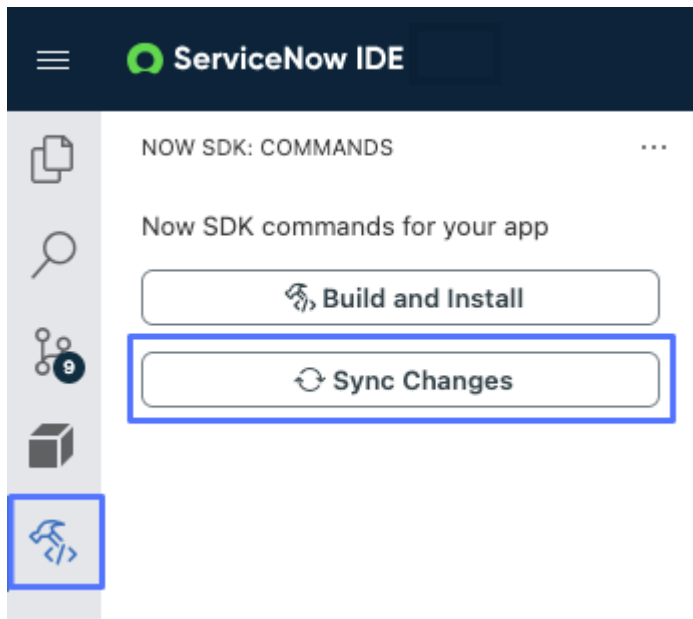 ServiceNow IDE
NOW SDK: COMMANDS
Now SDK commands for your app
Build and Install
Sync Changes
9